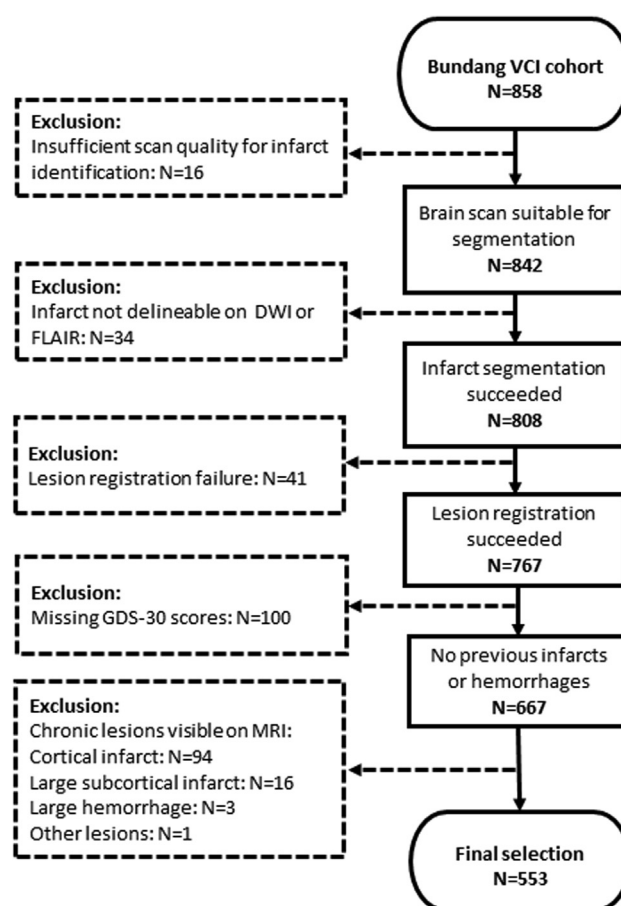 Bundang VCI cohort
N=858
Exclusion:
Insufficient scan quality for infarct
identification: N=16
Brain scan suitable for
segmentation
N=842
Exclusion:
Infarct not delineable on DWI or
FLAIR: N=34
Infarct segmentation
succeeded
N=808
Exclusion:
Lesion registration failure: N=41
Lesion registration
succeeded
N=767
Exclusion:
Missing GDS-30 scores: N=100
No previous infarcts
or hemorrhages
N=667
Exclusion:
Chronic lesions visible on MRI:
Cortical infarct: N=94
Large subcortical infarct: N=16
Large hemorrhage: N=3
Other lesions: N=1
Final selection
N=553